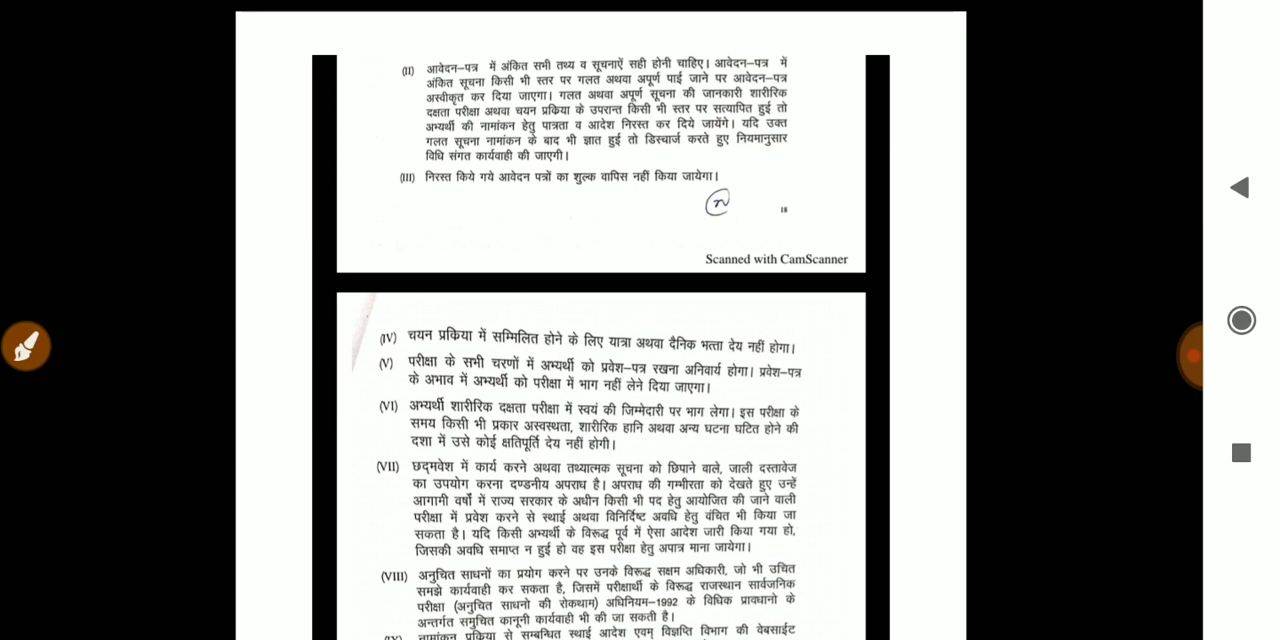 (II) आवेदन–पत्र में अंकित सभी तथ्य व सूचनाऐं सही होनी चाहिए। आवेदन–पत्र में
अंकित सूचना किसी भी स्तर पर गलत अथवा अपूर्ण पाई जाने पर आवेदन–पत्र
अस्वीकृत कर दिया जाएगा। गलत अथवा अपूर्ण सूचना की जानकारी शारीरिक
दक्षता परीक्षा अथवा चयन प्रकिया के उपरान्त किसी भी स्तर पर सत्यापित हुई तो
अभ्यर्थी की नामांकन हेतु पात्रता व आदेश निरस्त कर दिये जायेंगे। यदि उक्त
गलत सूचना नामांकन के बाद भी ज्ञात हुई तो डिस्चार्ज करते हुए नियमानुसार
विधि संगत कार्यवाही की जाएगी।
(III) निरस्त किये गये आवेदन पत्रों का शुल्क वापिस नहीं किया जायेगा।
18
Scanned with CamScanner
(IV) चयन प्रकिया में सम्मिलित होने के लिए यात्रा अथवा दैनिक भत्ता देय नहीं होगा।
(V) परीक्षा के सभी चरणों में अभ्यर्थी को प्रवेश–पत्र रखना अनिवार्य होगा। प्रवेश–पत्र
के अभाव में अभ्यर्थी को परीक्षा में भाग नहीं लेने दिया जाएगा।
(VI) अभ्यर्थी शारीरिक दक्षता परीक्षा में स्वयं की जिम्मेदारी पर भाग लेगा। इस परीक्षा के
समय किसी भी प्रकार अस्वस्थता, शारीरिक हानि अथवा अन्य घटना घटित होने की
दशा में उसे कोई क्षतिपूर्ति देय नहीं होगी।
(VII) छद्मवेश में कार्य करने अथवा तथ्यात्मक सूचना को छिपाने वाले, जाली दस्तावेज
का उपयोग करना दण्डनीय अपराध है। अपराध की गम्भीरता को देखते हुए उन्हें
आगामी वर्षों में राज्य सरकार के अधीन किसी भी पद हेतु आयोजित की जाने वाली
परीक्षा में प्रवेश करने से स्थाई अथवा विनिर्दिष्ट अवधि हेतु वंचित भी किया जा
सकता है। यदि किसी अभ्यर्थी के विरूद्ध पूर्व में ऐसा आदेश जारी किया गया हो,
जिसकी अवधि समाप्त न हुई हो वह इस परीक्षा हेतु अपात्र माना जायेगा।
(VIII) अनुचित साधनों का प्रयोग करने पर उनके विरूद्ध सक्षम अधिकारी, जो भी उचित
समझे कार्यवाही कर सकता है, जिसमें परीक्षार्थी के विरूद्ध राजस्थान सार्वजनिक
परीक्षा (अनुचित साधनो की रोकथाम) अधिनियम–1992 के विधिक प्रावधानो के
अन्तर्गत समुचित कानूनी कार्यवाही भी की जा सकती है।
(IX) नामांकन प्रक्रिया से सम्बन्धित स्थाई आदेश एवम् विज्ञप्ति विभाग की वेबसाईट